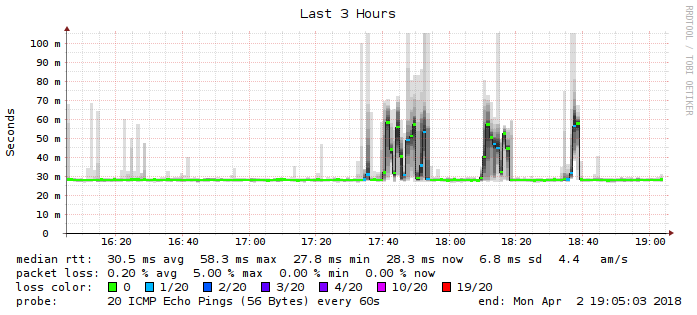 Last 3 Hours
RRDTOOL / TOBI OETIKER
Seconds
100 m
90 m
80 m
70 m
60 m
50 m
40 m
30 m
20 m
10 m
0
16:20 16:40 17:00 17:20 17:40 18:00 18:20 18:40 19:00
median rtt: 30.5 ms avg 58.3 ms max 27.8 ms min 28.3 ms now 6.8 ms sd 4.4 am/s
packet loss: 0.20 % avg 5.00 % max 0.00 % min 0.00 % now
loss color: 0 1/20 2/20 3/20 4/20 10/20 19/20
probe: 20 ICMP Echo Pings (56 Bytes) every 60s end: Mon Apr 2 19:05:03 2018